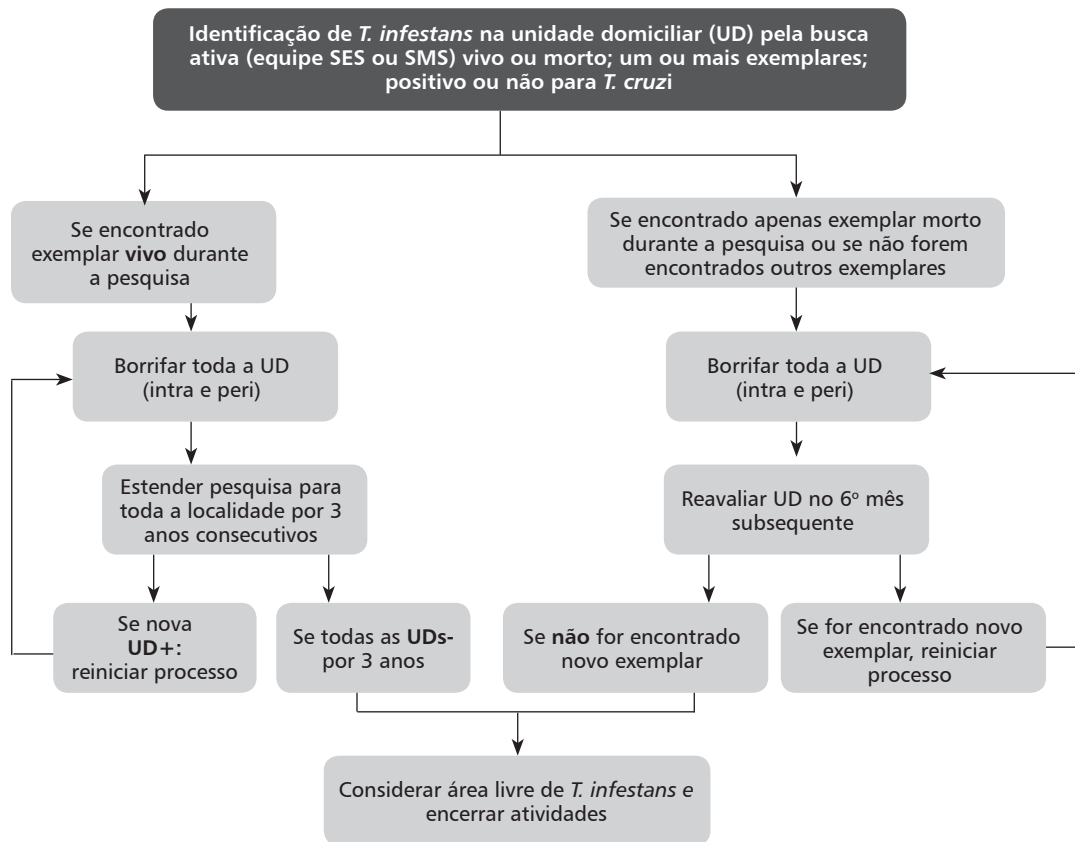 Identificação de T. infestans na unidade domiciliar (UD) pela busca
ativa (equipe SES ou SMS) vivo ou morto; um ou mais exemplares;
positivo ou não para T. cruzi
Se encontrado
exemplar vivo durante
a pesquisa
Se encontrado apenas exemplar morto
durante a pesquisa ou se não forem
encontrados outros exemplares
Borrifar toda a UD
(intra e peri)
Borrifar toda a UD
(intra e peri)
Estender pesquisa para
toda a localidade por 3
anos consecutivos
Reavaliar UD no 6º mês
subsequente
Se nova
UD+:
reiniciar processo
Se todas as UDs-
por 3 anos
Se não for encontrado
novo exemplar
Se for encontrado novo
exemplar, reiniciar
processo
Considerar área livre de T. infestans e
encerrar atividades